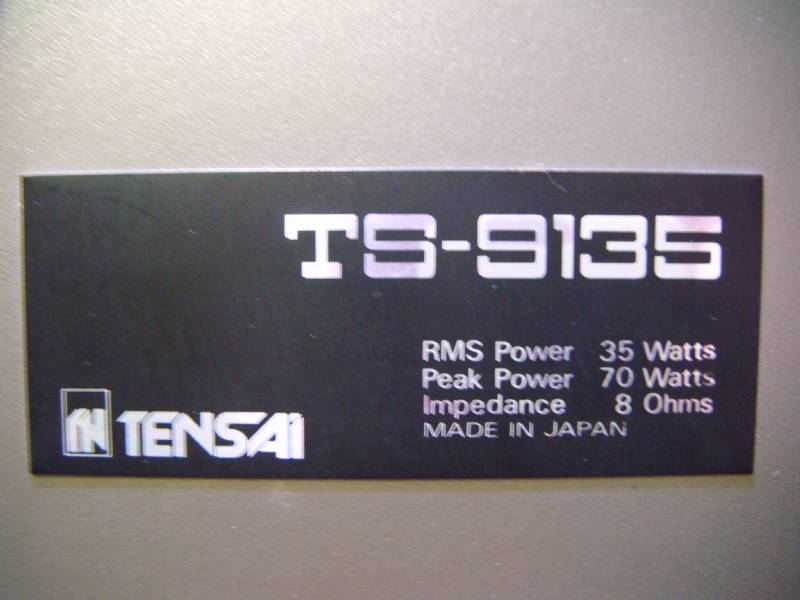 TS-9135
RMS Power 35 Watts
Peak Power 70 Watts
Impedance 8 Ohms
MADE IN JAPAN
TENSAI